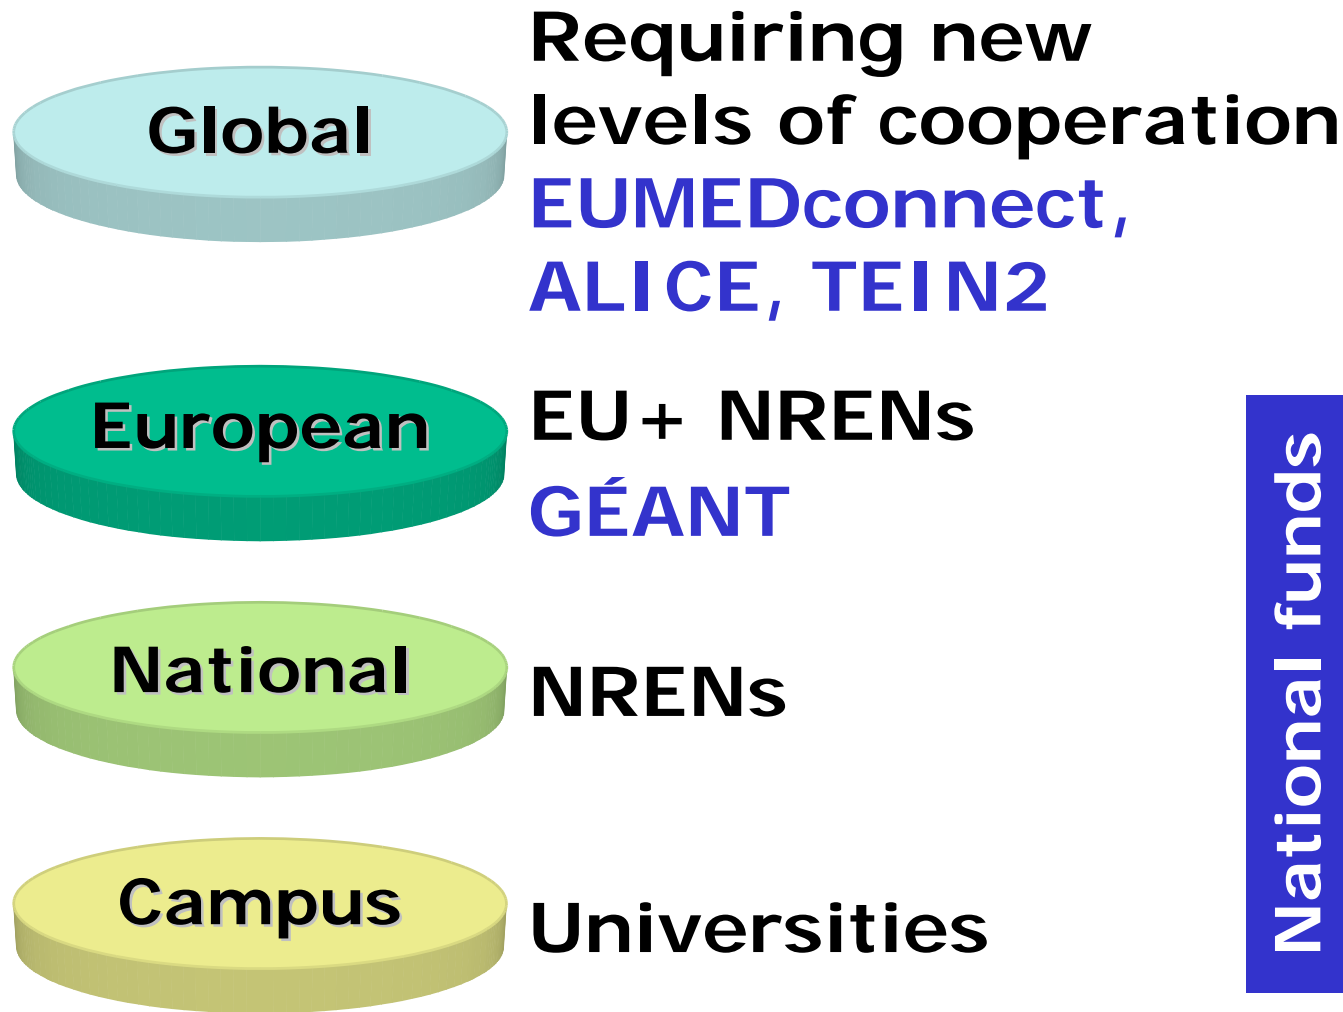 Global
Requiring new
levels of cooperation
EUMEDconnect,
ALICE, TEIN2
European
EU+ NRENs
GÉANT
National
NRENs
Campus
Universities
National funds